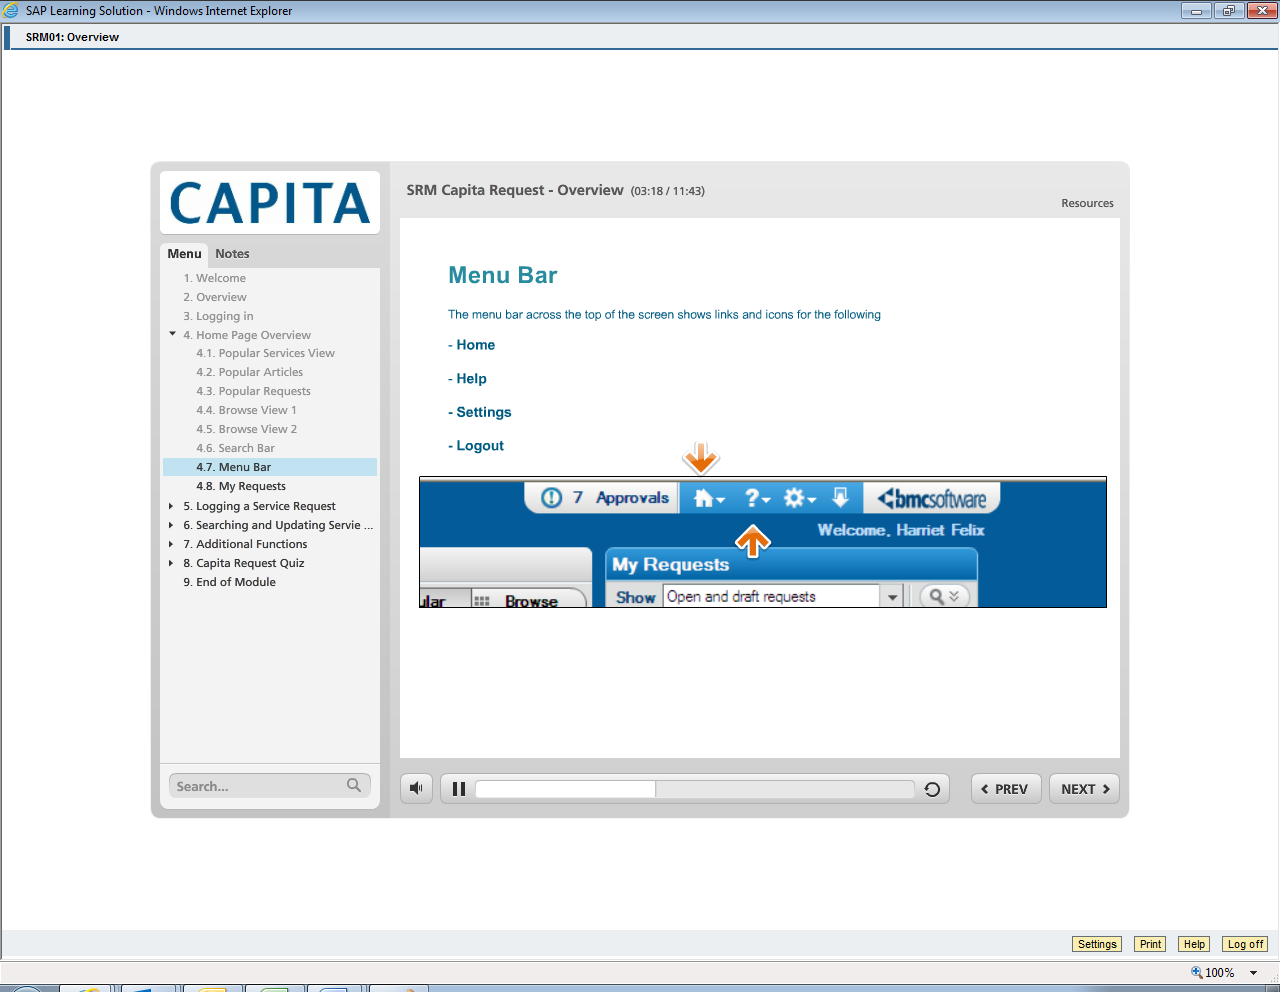 SAP Learning Solution - Windows Internet Explorer
SRM01: Overview
CAPITA
SRM Capita Request - Overview (03:18 / 11:43)
Resources
Menu Notes
1. Welcome
2. Overview
3. Logging in
4. Home Page Overview
4.1. Popular Services View
4.2. Popular Articles
4.3. Popular Requests
4.4. Browse View 1
4.5. Browse View 2
4.6. Search Bar
4.7. Menu Bar
4.8. My Requests
5. Logging a Service Request
6. Searching and Updating Servie ...
7. Additional Functions
8. Capita Request Quiz
9. End of Module
Search...
Menu Bar
The menu bar across the top of the screen shows links and icons for the following
- Home
- Help
- Settings
- Logout
7 Approvals ? bmcsoftware
Welcome, Harriet Felix
My Requests
ular Browse Show Open and draft requests
PREV NEXT
Settings Print Help Log off
100%